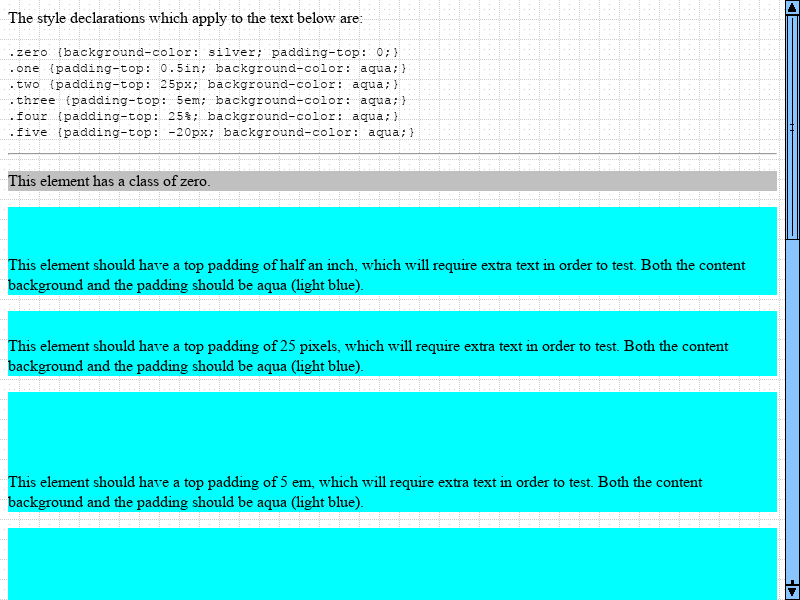 The style declarations which apply to the text below are:
.zero {background-color: silver; padding-top: 0;}
.one {padding-top: 0.5in; background-color: aqua;}
.two {padding-top: 25px; background-color: aqua;}
.three {padding-top: 5em; background-color: aqua;}
.four {padding-top: 25%; background-color: aqua;}
.five {padding-top: -20px; background-color: aqua;}
This element has a class of zero.
This element should have a top padding of half an inch, which will require extra text in order to test. Both the content
background and the padding should be aqua (light blue).
This element should have a top padding of 25 pixels, which will require extra text in order to test. Both the content
background and the padding should be aqua (light blue).
This element should have a top padding of 5 em, which will require extra text in order to test. Both the content
background and the padding should be aqua (light blue).